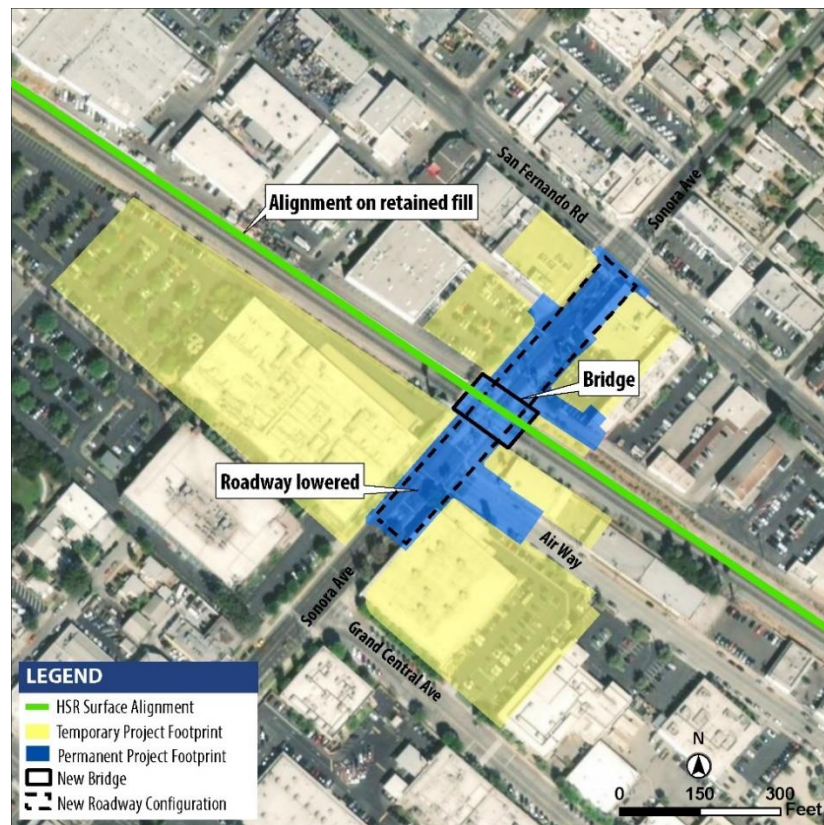 San Fernando Rd
Sonora Ave
Alignment on retained fill
Bridge
Roadway lowered
Air Way
Sonora Ave
Grand Central Ave
LEGEND
HSR Surface Alignment
Temporary Project Footprint
Permanent Project Footprint
New Bridge
New Roadway Configuration
N
0 150 300
Feet